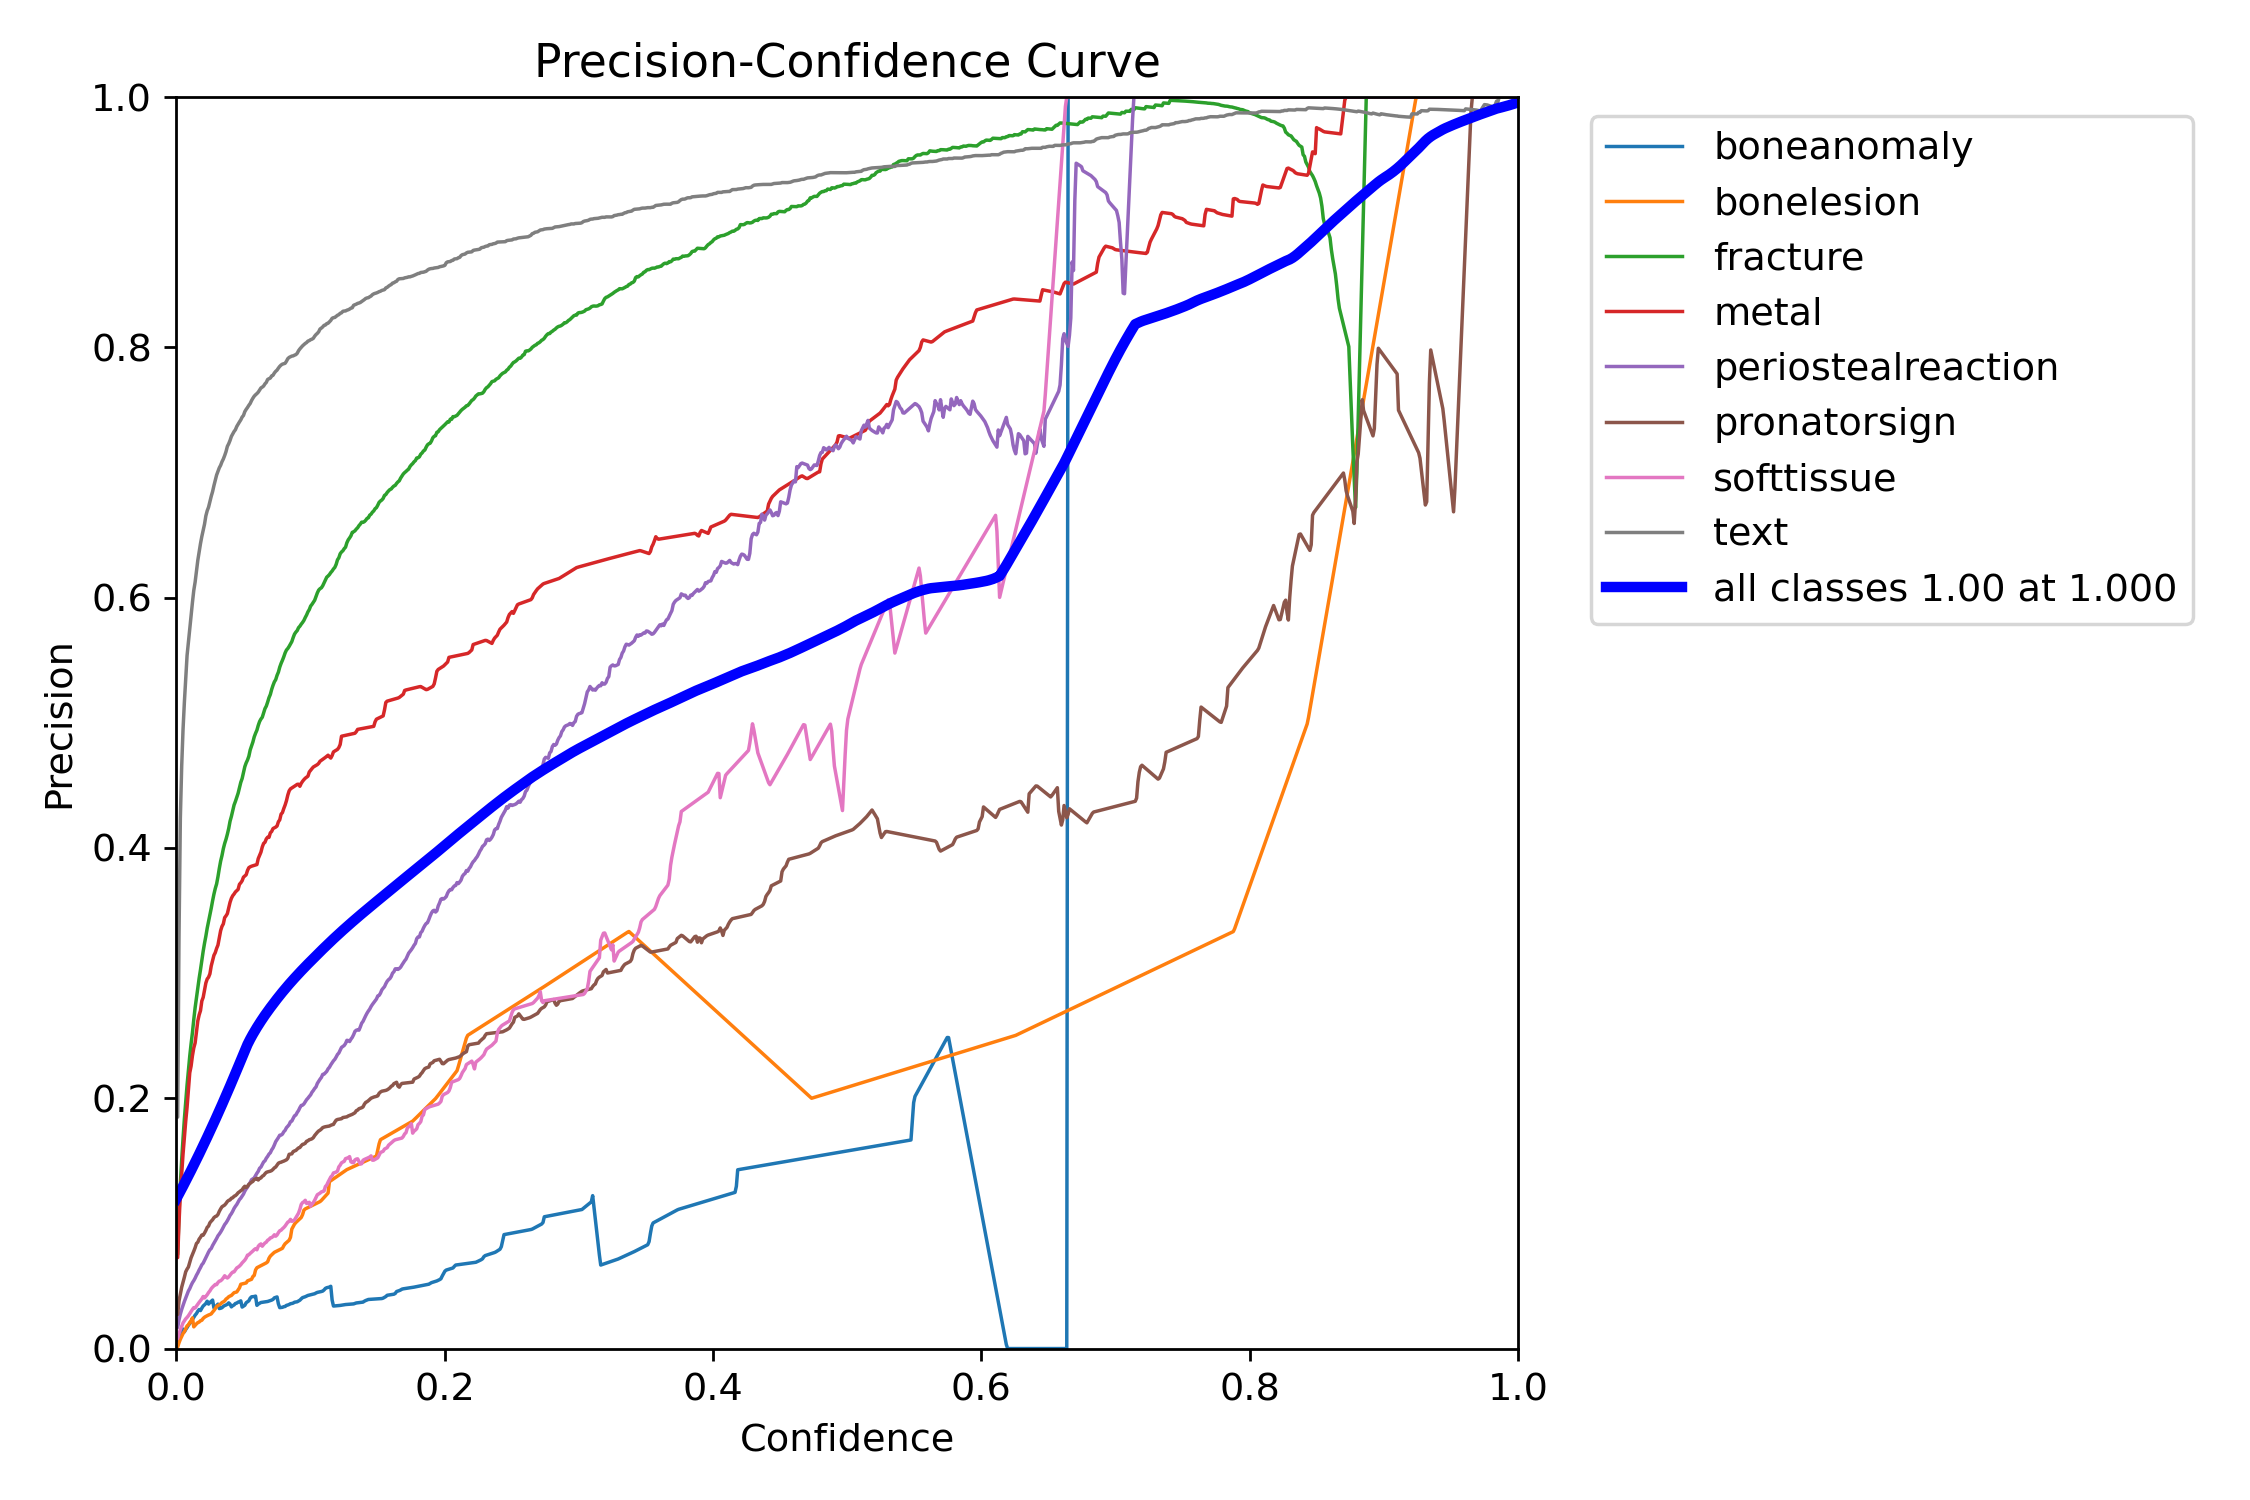 Precision-Confidence Curve
1.0
0.8
0.6
0.4
0.2
0.0
Precision
0.0 0.2 0.4 0.6 0.8 1.0
Confidence
boneanomaly
bonelesion
fracture
metal
periostealreaction
pronatorsign
softtissue
text
all classes 1.00 at 1.000